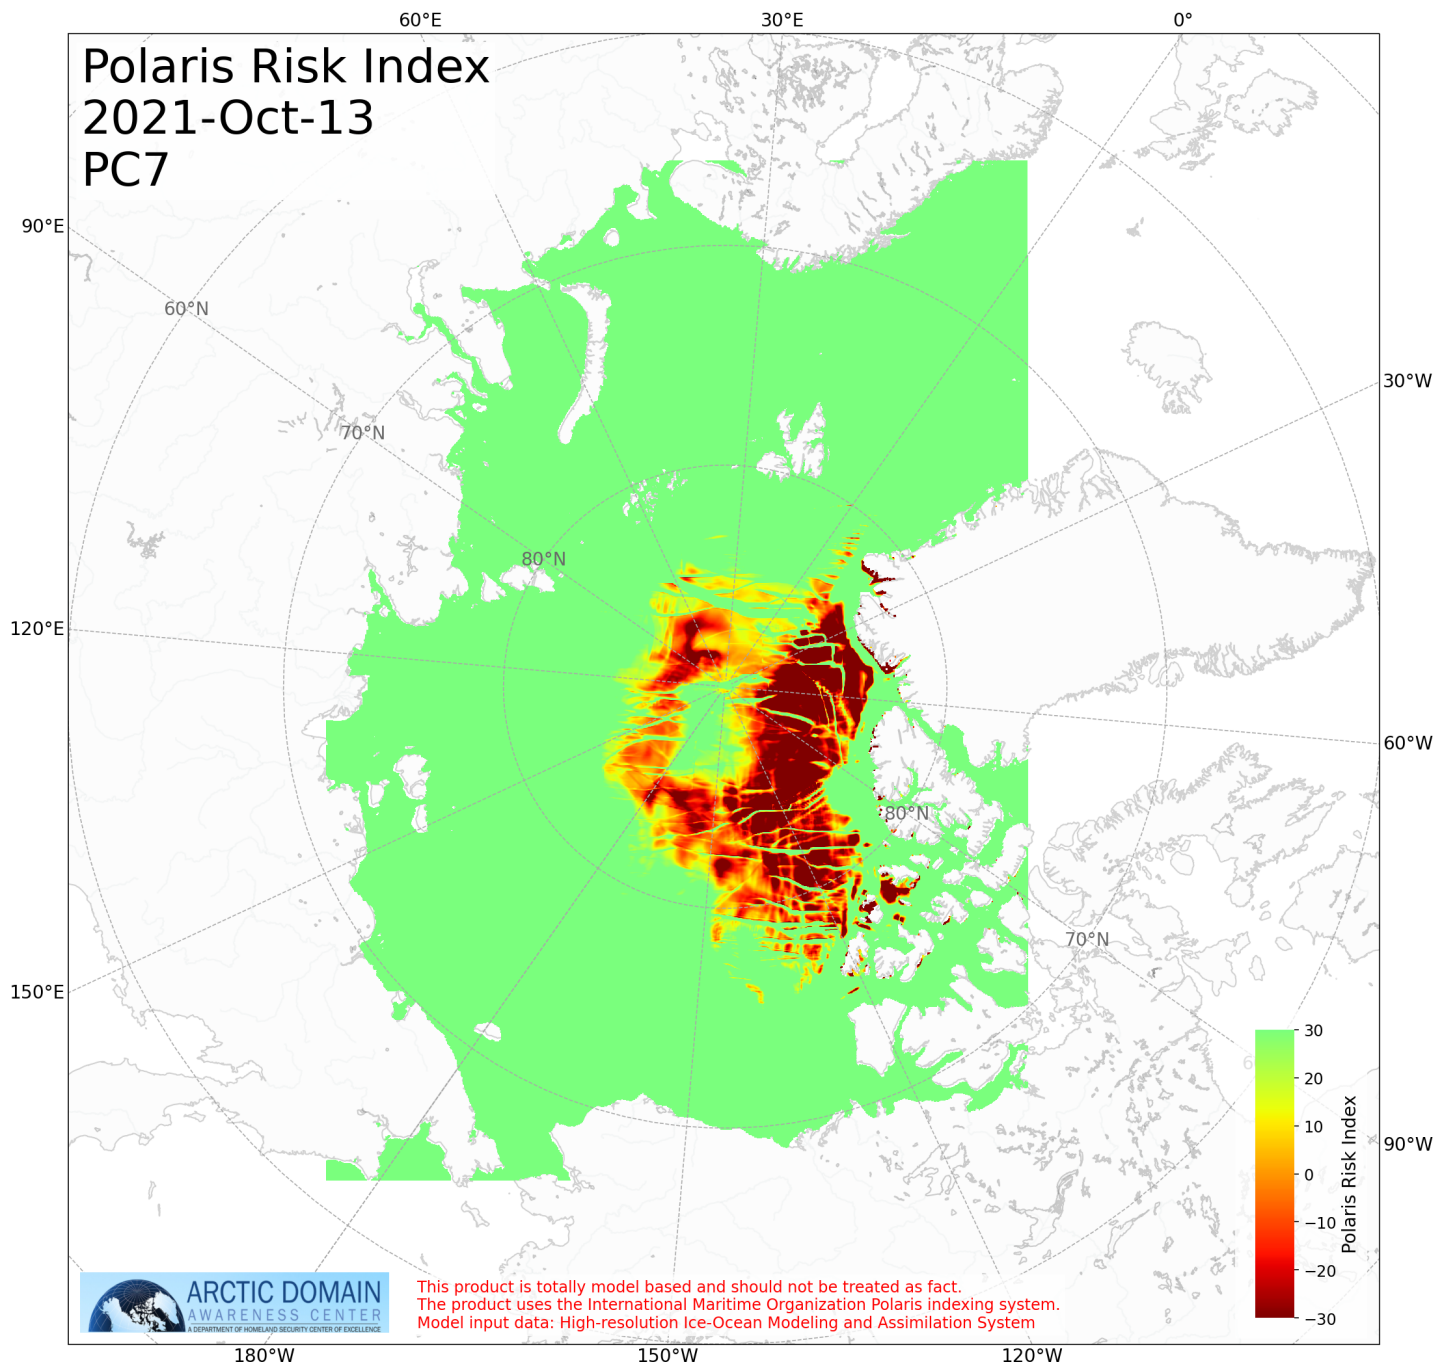 60°E
30°E
0°
Polaris Risk Index
2021-Oct-13
PC7
90°E
60°N
30°W
70°N
80°N
120°E
60°W
80°N
70°N
150°E
30
20
10
0
−10
−20
−30
Polaris Risk Index
90°W
ARCTIC DOMAIN
AWARENESS CENTER
A DEPARTMENT OF HOMELAND SECURITY CENTER OF EXCELLENCE
This product is totally model based and should not be treated as fact.
The product uses the International Maritime Organization Polaris indexing system.
Model input data: High-resolution Ice-Ocean Modeling and Assimilation System
180°W
150°W
120°W